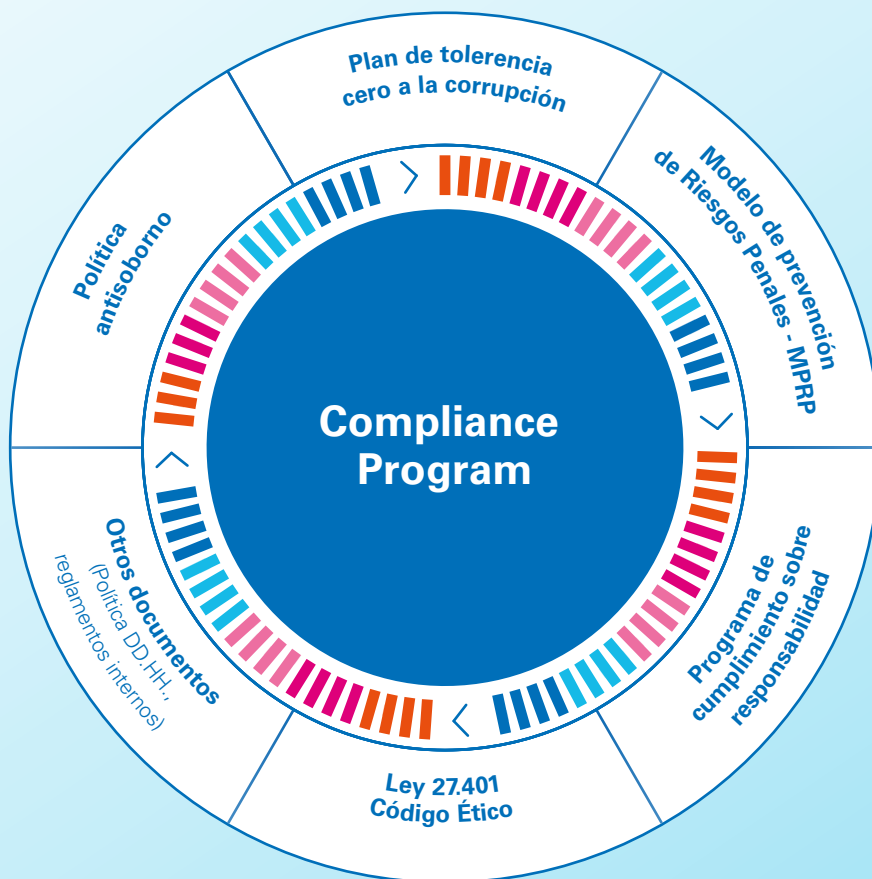 Plan de tolerencia
cero a la corrupción
Modelo de prevención
de Riesgos Penales - MPRP
Programa de
cumplimiento sobre
responsabilidad
Ley 27.401
Código Ético
Otros documentos
(Política DD.HH.,
reglamentos internos)
Política
antisoborno
Compliance
Program